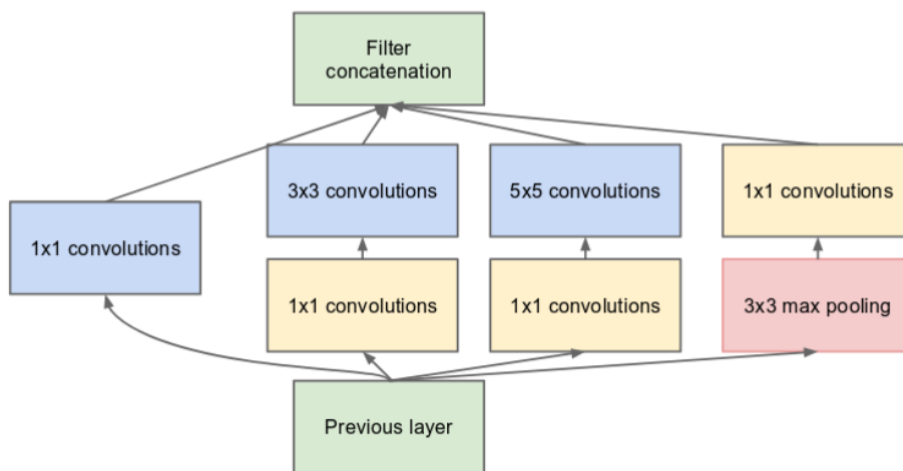 Filter
concatenation
3x3 convolutions
5x5 convolutions
1x1 convolutions
1x1 convolutions
1x1 convolutions
1x1 convolutions
3x3 max pooling
Previous layer